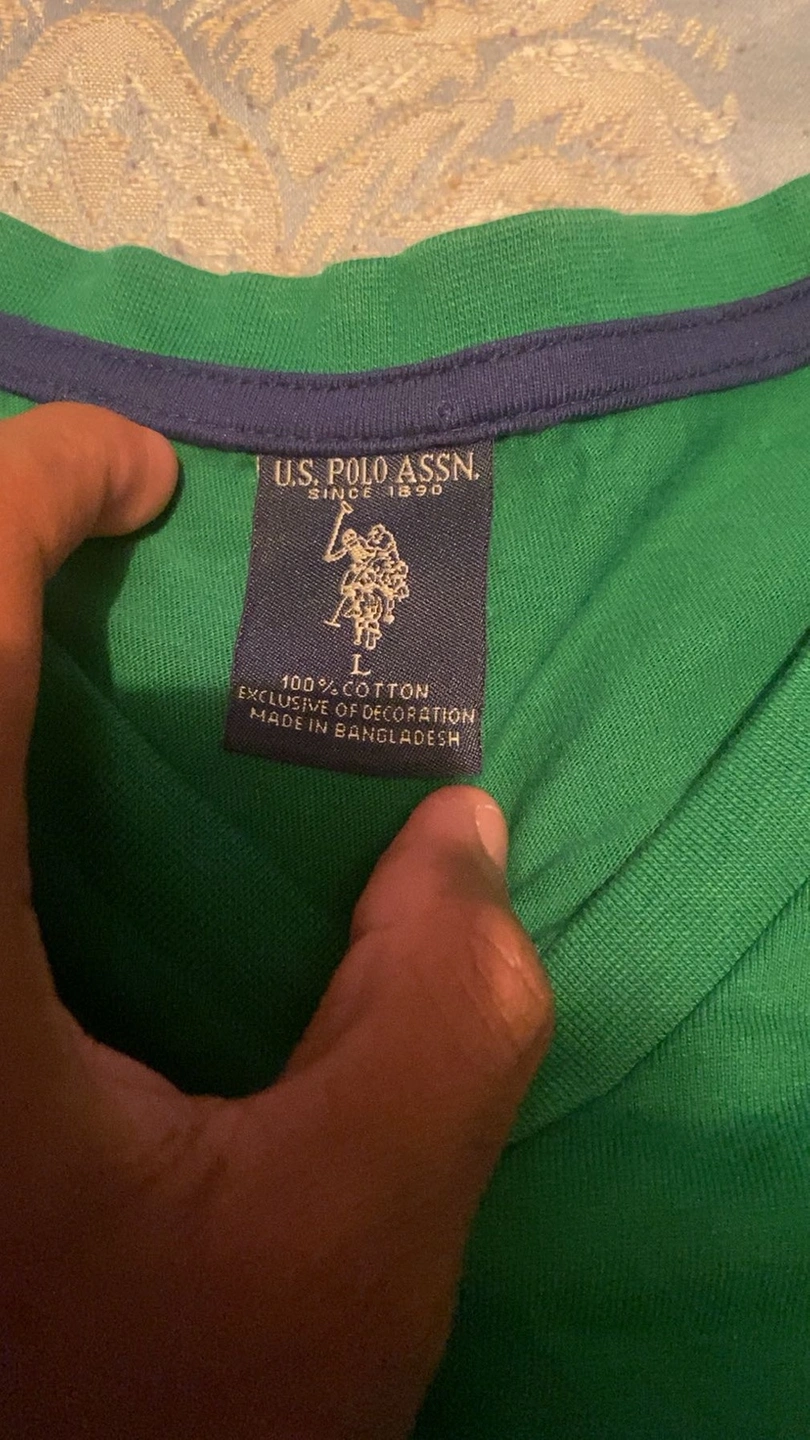 U.S. POLO ASSN.
SINCE 1890
L
100% COTTON
EXCLUSIVE OF DECORATION
MADE IN BANGLADESH